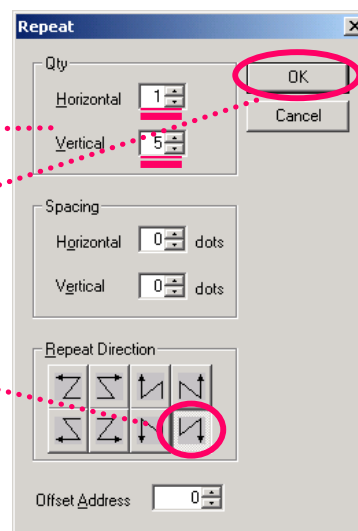 Repeat
Qty
Horizontal 1
Vertical 5
OK
Cancel
Spacing
Horizontal 0 dots
Vertical 0 dots
Repeat Direction
Offset Address 0